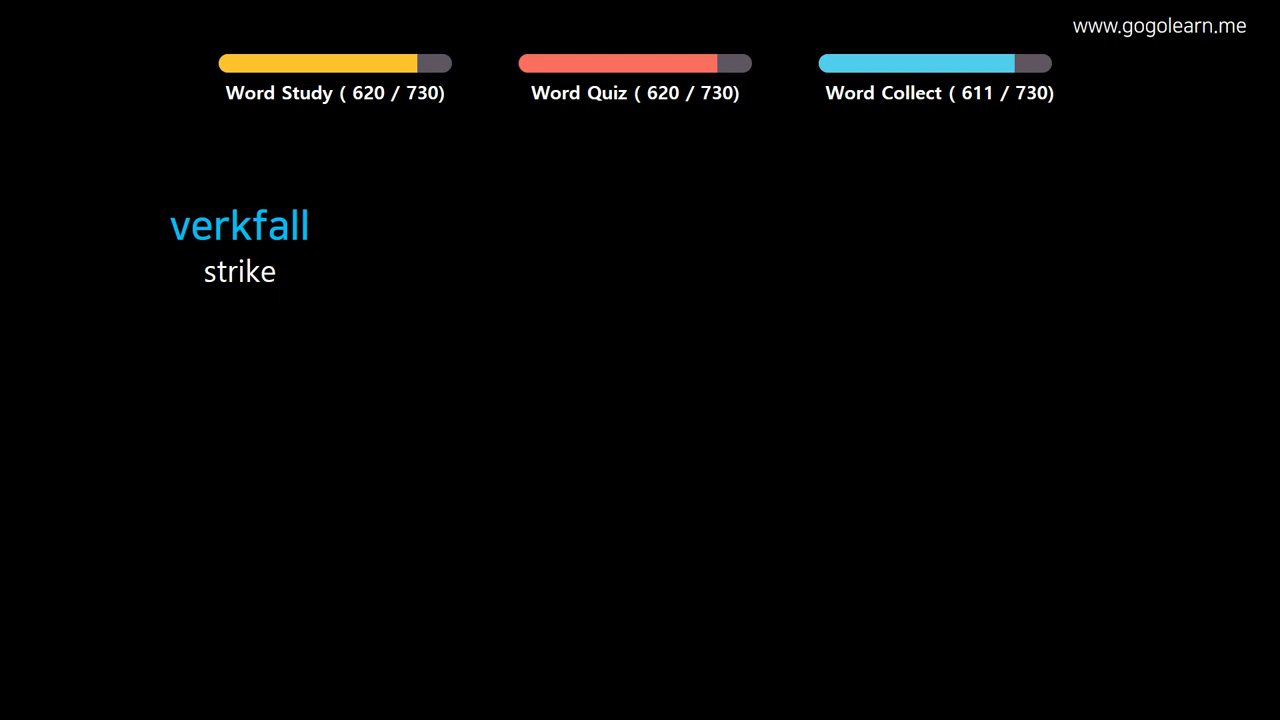 www.gogolearn.me
Word Study ( 620 / 730)
Word Quiz ( 620 / 730)
Word Collect ( 611 / 730)
verkfall
strike